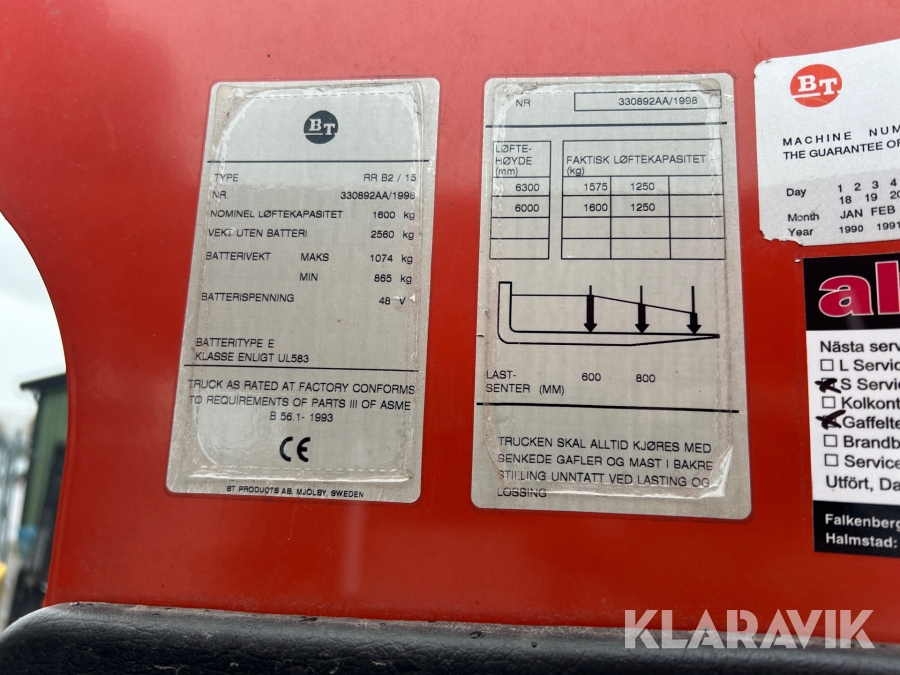 BT
TYPE RR B2 / 15
NR. 330892AA/1998
NOMINEL LØFTEKAPASITET 1600 kg
VEKT UTEN BATTERI 2560 kg
BATTERIVEKT MAKS 1074 kg
MIN 865 kg
BATTERISPENNING 48 V
BATTERITYPE E
KLASSE ENLIGT UL583
TRUCK AS RATED AT FACTORY CONFORMS
TO REQUIREMENTS OF PARTS III OF ASME
B 56.1- 1993
CE
BT PRODUCTS AB, MJÖLBY, SWEDEN
NR 330892AA/1998
LØFTE-
HØYDE
(mm)
FAKTISK LØFTEKAPASITET
(kg)
6300 1575 1250
6000 1600 1250
LAST-
SENTER (MM) 600 800
TRUCKEN SKAL ALLTID KJØRES MED
SENKEDE GAFLER OG MAST I BAKRE
STILLING UNNTATT VED LASTING OG
LOSSING
BT
MACHINE NUM
THE GUARANTEE OF
Day 1 2 3 4
18 19 20
Month JAN FEB
Year 1990 1991
al
Nästa serv
L Service
S Servic
Kolkont
Gaffelte
Brandb
Service
Utfört, Da
Falkenberg
Halmstad:
KLARAVIK